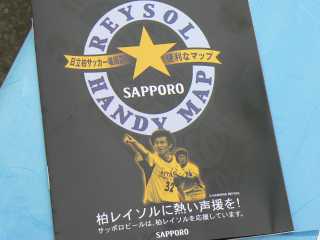 REYSOL
日立柏サッカー場
便利なマップ
SAPPORO
HANDY MAP
32
柏レイソルに熱い声援を!
サッポロビールは、柏レイソルを応援しています。
SAPPORO